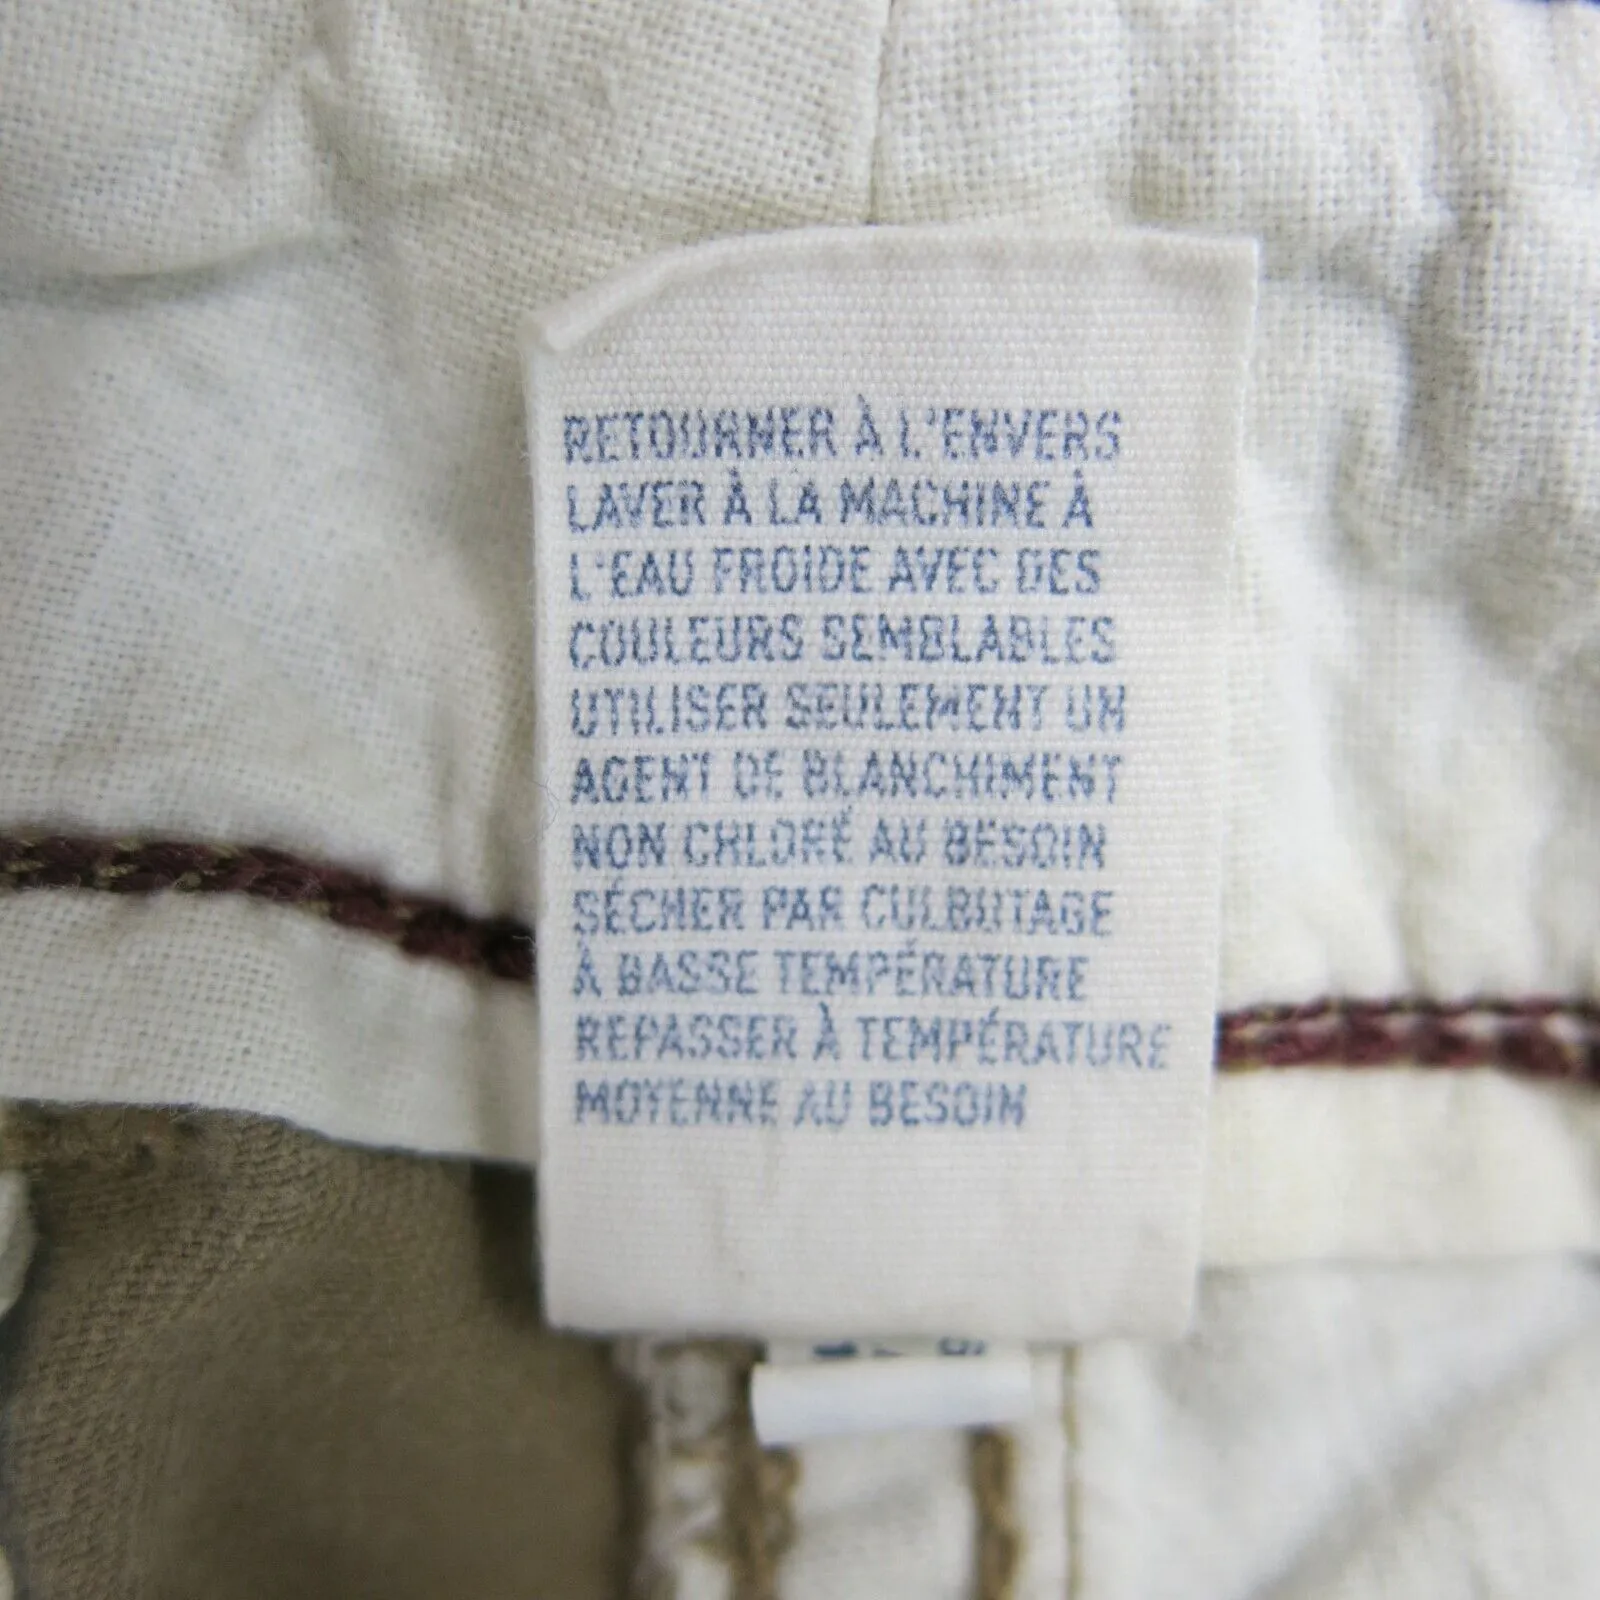 RETOURNER À L'ENVERS
LAVER À LA MACHINE À
L'EAU FROIDE AVEC DES
COULEURS SEMBLABLES
UTILISER SEULEMENT UN
AGENT DE BLANCHIMENT
NON CHLORÉ AU BESOIN
SÉCHER PAR CULBUTAGE
À BASSE TEMPÉRATURE
REPASSER À TEMPÉRATURE
MOYENNE AU BESOIN